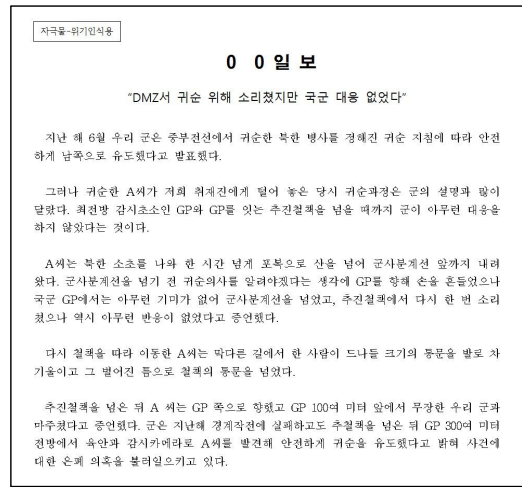 자극물-위기인식용
0 0일보
“DMZ서 귀순 위해 소리쳤지만 국군 대응 없었다”
지난 해 6월 우리 군은 중부전선에서 귀순한 북한 병사를 정해진 귀순 지침에 따라 안전
하게 남쪽으로 유도했다고 발표했다.
그러나 귀순한 A씨가 저희 취재진에게 털어 놓은 당시 귀순과정은 군의 설명과 많이
달랐다. 최전방 감시초소인 GP와 GP를 잇는 추진철책을 넘을 때까지 군이 아무런 대응을
하지 않았다는 것이다.
A씨는 북한 소초를 나와 한 시간 넘게 포복으로 산을 넘어 군사분계선 앞까지 내려
왔다. 군사분계선을 넘기 전 귀순의사를 알려야겠다는 생각에 GP를 향해 손을 흔들었으나
국군 GP에서는 아무런 기미가 없어 군사분계선을 넘었고, 추진철책에서 다시 한 번 소리
쳤으나 역시 아무런 반응이 없었다고 증언했다.
다시 철책을 따라 이동한 A씨는 막다른 길에서 한 사람이 드나들 크기의 통문을 발로 차
기울이고 그 벌어진 틈으로 철책의 통문을 넘었다.
추진철책을 넘은 뒤 A 씨는 GP 쪽으로 향했고 GP 100여 미터 앞에서 무장한 우리 군과
마주쳤다고 증언했다. 군은 지난해 경계작전에 실패하고도 추철책을 넘은 뒤 GP 300여 미터
전방에서 육안과 감시카메라로 A씨를 발견해 안전하게 귀순을 유도했다고 밝혀 사건에
대한 은폐 의혹을 불러일으키고 있다.